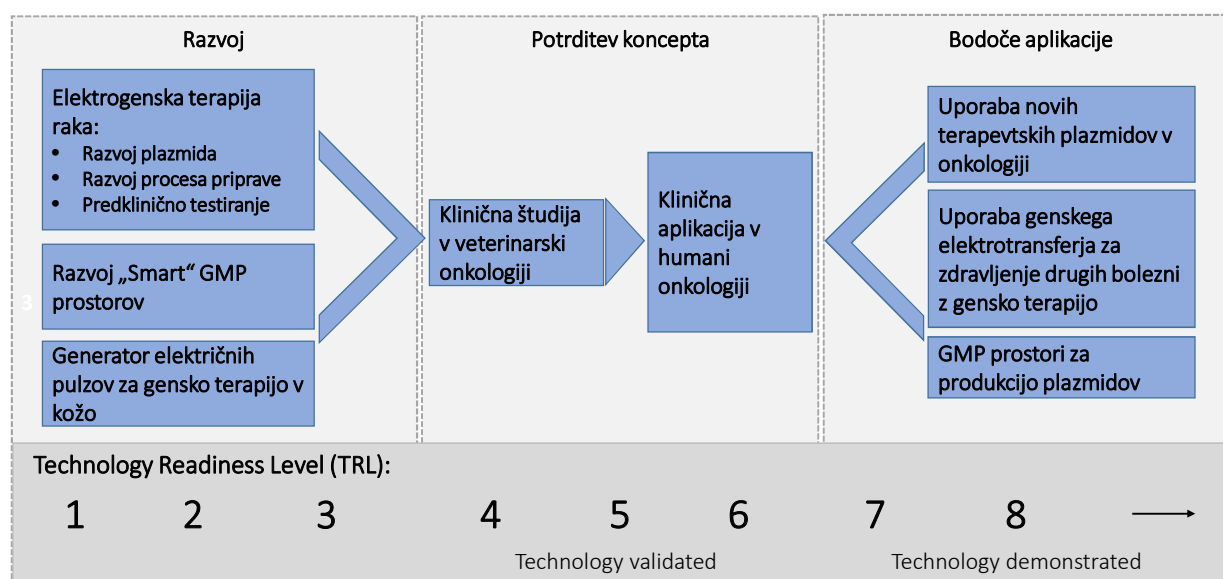 Razvoj
Elektrogenska terapija
raka:
• Razvoj plazmida
• Razvoj procesa priprave
• Predklinično testiranje
Razvoj „Smart“ GMP
prostorov
3
Generator električnih
pulzov za gensko terapijo v
kožo
Potrditev koncepta
Klinična študija
v veterinarski
onkologiji
Klinična
aplikacija v
humani
onkologiji
Bodoče aplikacije
Uporaba novih
terapevtskih plazmidov v
onkologiji
Uporaba genskega
elektrotransferja za
zdravljenje drugih bolezni
z gensko terapijo
GMP prostori za
produkcijo plazmidov
Technology Readiness Level (TRL):
1 2 3 4 5 6 7 8
Technology validated
Technology demonstrated